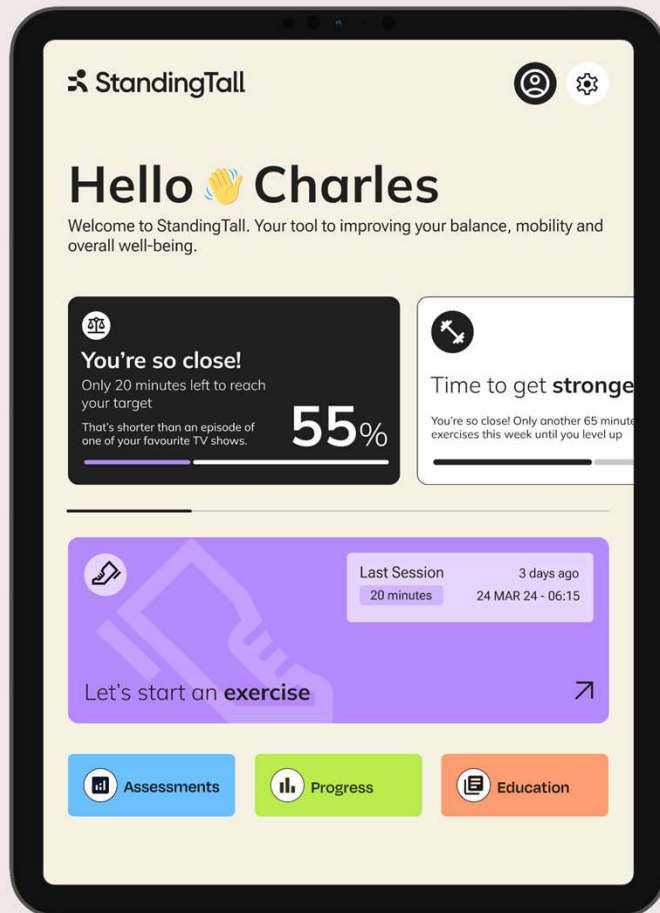 StandingTall
Hello 👋 Charles
Welcome to StandingTall. Your tool to improving your balance, mobility and
overall well-being.
You're so close!
Only 20 minutes left to reach
your target
That's shorter than an episode of
one of your favourite TV shows.
55%
Time to get stronge
You're so close! Only another 65 minute
exercises this week until you level up
Last Session
3 days ago
20 minutes
24 MAR 24 - 06:15
Let's start an exercise
Assessments
Progress
Education